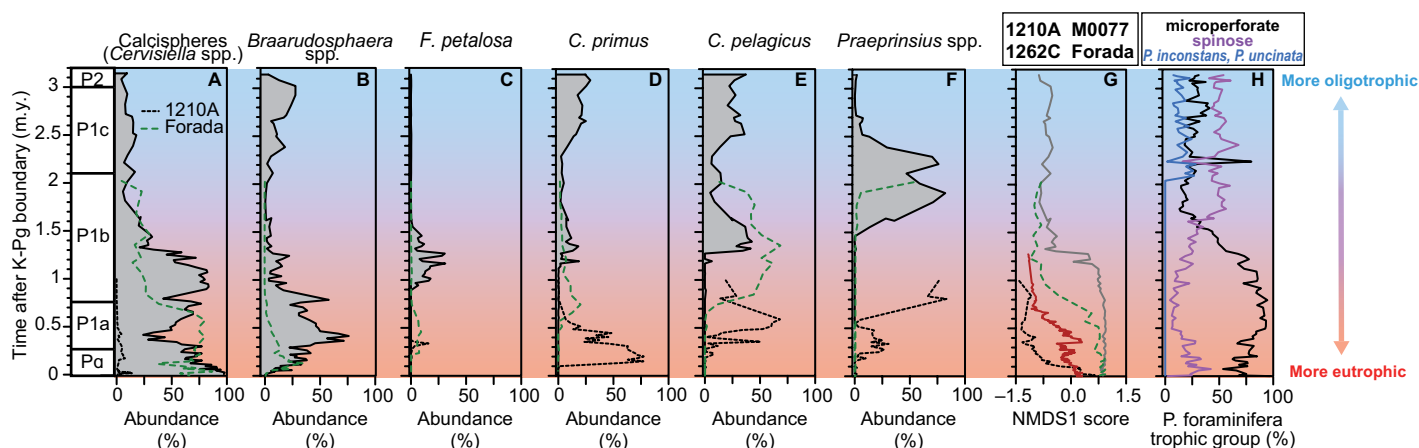 Calcispheres
(Cervisiella spp.)
Braarudosphaera
spp.
F. petalosa
C. primus
C. pelagicus
Praeprinsius spp.
1210A M0077
1262C Forada
microperforate
spinose
P. inconstans, P. uncinata
A
B
C
D
E
F
G
H
1210A
Forada
Time after K-Pg boundary (m.y.)
3
2.5
2
1.5
1
0.5
0
P2
P1c
P1b
P1a
Pα
More oligotrophic
More eutrophic
0 50 100
0 50 100
0 50 100
0 50 100
0 50 100
0 50 100
−1.5 0 1.5
0 50 100
Abundance
(%)
Abundance
(%)
Abundance
(%)
Abundance
(%)
Abundance
(%)
Abundance
(%)
NMDS1 score
P. foraminifera
trophic group (%)